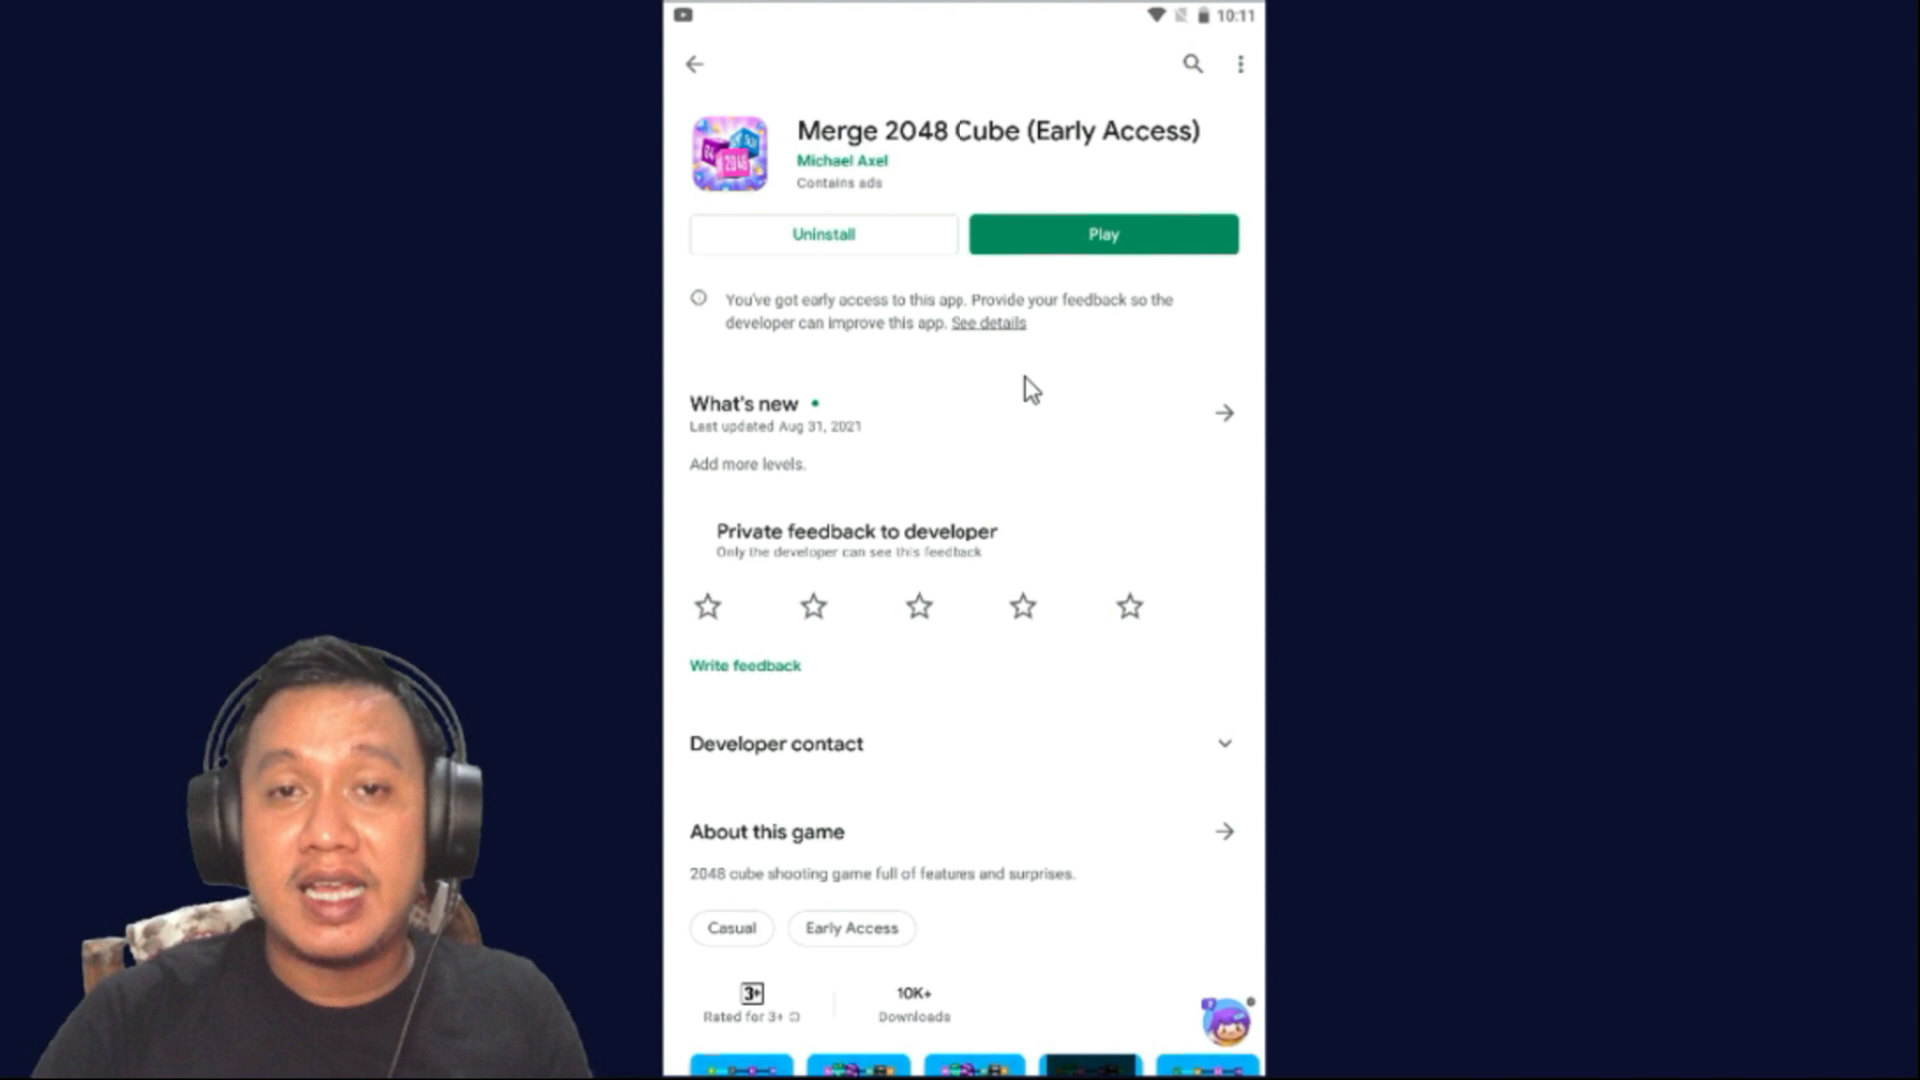 10:11
Merge 2048 Cube (Early Access)
Michael Axel
Contains ads
64
2048
Uninstall
Play
You've got early access to this app. Provide your feedback so the
developer can improve this app. See details
What's new
Last updated Aug 31, 2021
Add more levels.
Private feedback to developer
Only the developer can see this feedback
Write feedback
Developer contact
About this game
2048 cube shooting game full of features and surprises.
Casual
Early Access
3+
10K+
Rated for 3+
Downloads